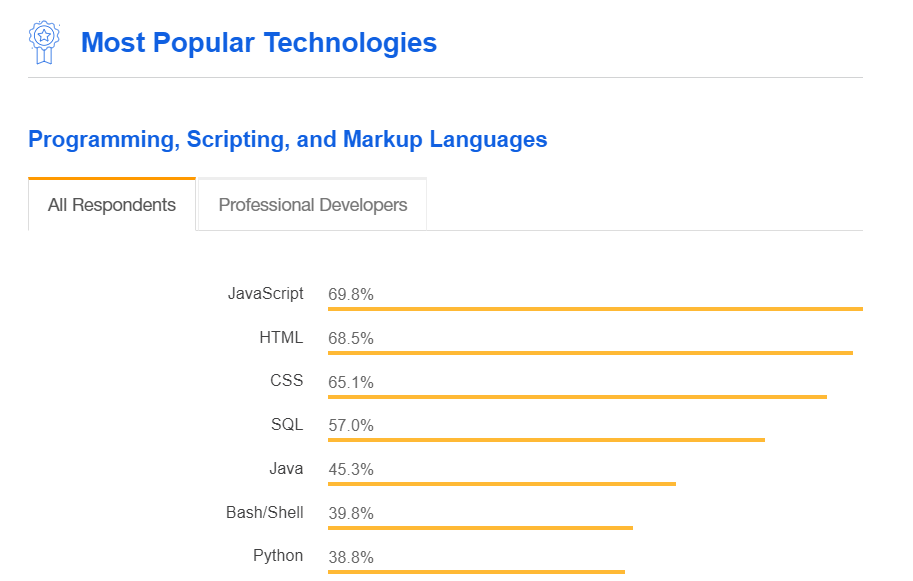 Most Popular Technologies
Programming, Scripting, and Markup Languages
All Respondents Professional Developers
JavaScript 69.8%
HTML 68.5%
CSS 65.1%
SQL 57.0%
Java 45.3%
Bash/Shell 39.8%
Python 38.8%